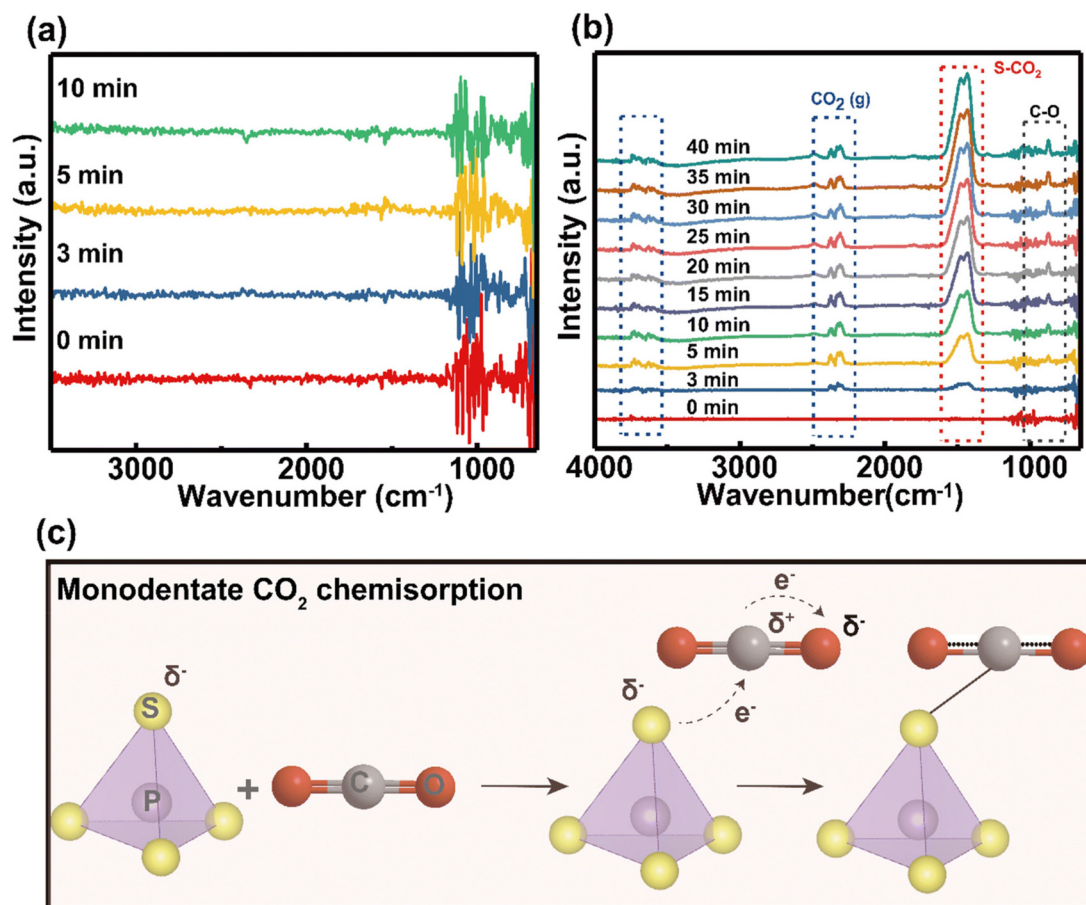 (a)
10 min
5 min
3 min
0 min
Intensity (a.u.)
3000 2000 1000
Wavenumber (cm⁻¹)
(b)
S-CO₂
CO₂ (g)
C-O
40 min
35 min
30 min
25 min
20 min
15 min
10 min
5 min
3 min
0 min
Intensity (a.u.)
4000 3000 2000 1000
Wavenumber(cm⁻¹)
(c)
Monodentate CO₂ chemisorption
δ⁻
S
P
+
C
O
e⁻
δ⁺
δ⁻
δ⁻
e⁻